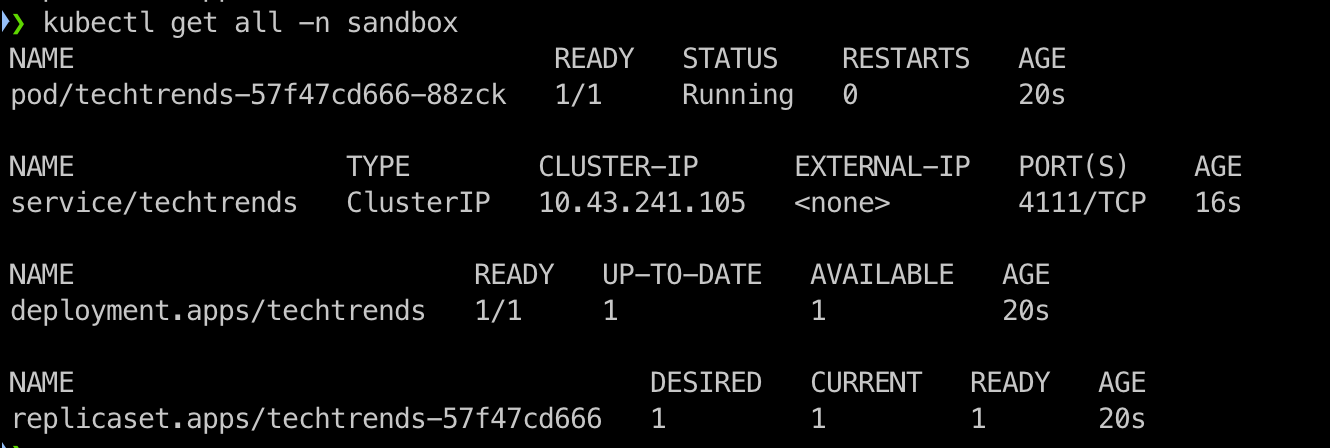 ❯ kubectl get all -n sandbox
NAME                              READY   STATUS    RESTARTS   AGE
pod/techtrends-57f47cd666-88zck   1/1     Running   0          20s

NAME                 TYPE        CLUSTER-IP      EXTERNAL-IP   PORT(S)    AGE
service/techtrends   ClusterIP   10.43.241.105   <none>        4111/TCP   16s

NAME                         READY   UP-TO-DATE   AVAILABLE   AGE
deployment.apps/techtrends   1/1     1            1           20s

NAME                                    DESIRED   CURRENT   READY   AGE
replicaset.apps/techtrends-57f47cd666   1         1         1       20s